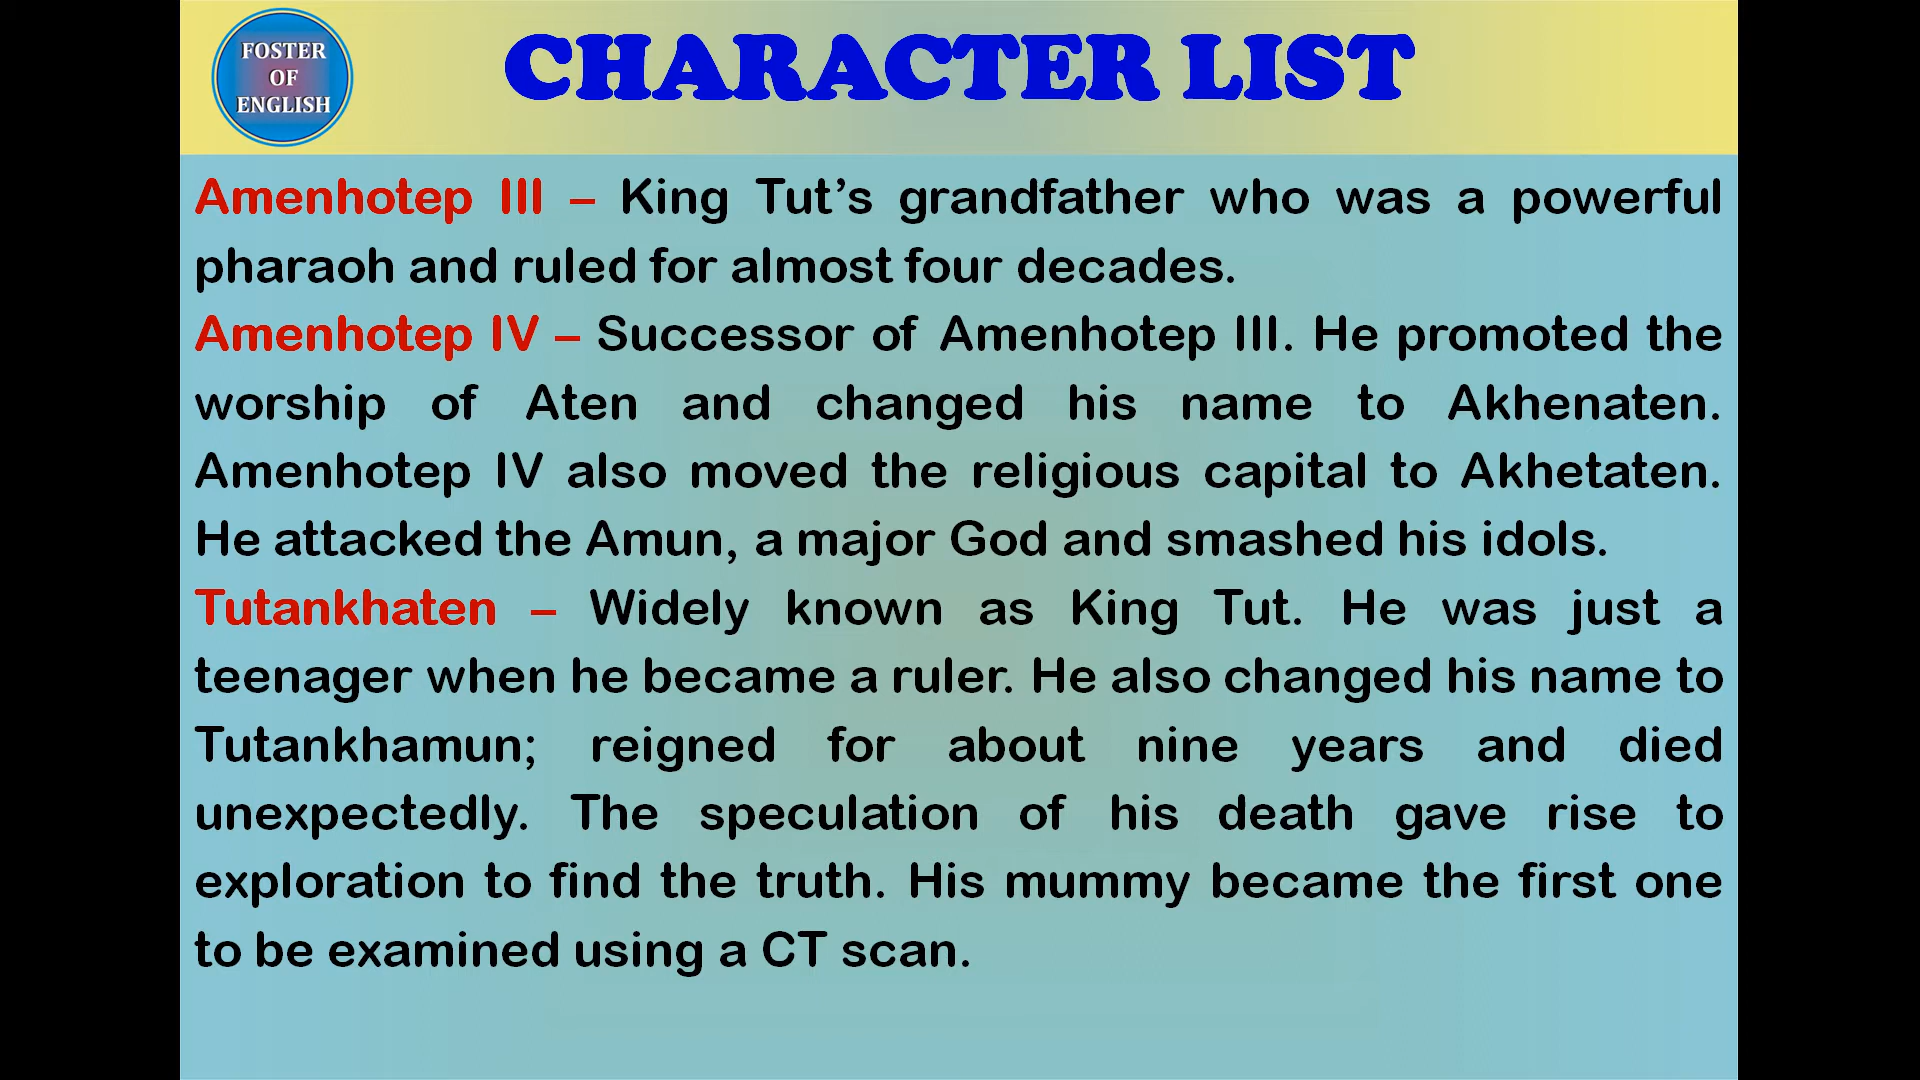 FOSTER
OF
ENGLISH
CHARACTER LIST
Amenhotep III – King Tut’s grandfather who was a powerful
pharaoh and ruled for almost four decades.
Amenhotep IV – Successor of Amenhotep III. He promoted the
worship of Aten and changed his name to Akhenaten.
Amenhotep IV also moved the religious capital to Akhetaten.
He attacked the Amun, a major God and smashed his idols.
Tutankhaten – Widely known as King Tut. He was just a
teenager when he became a ruler. He also changed his name to
Tutankhamun; reigned for about nine years and died
unexpectedly. The speculation of his death gave rise to
exploration to find the truth. His mummy became the first one
to be examined using a CT scan.